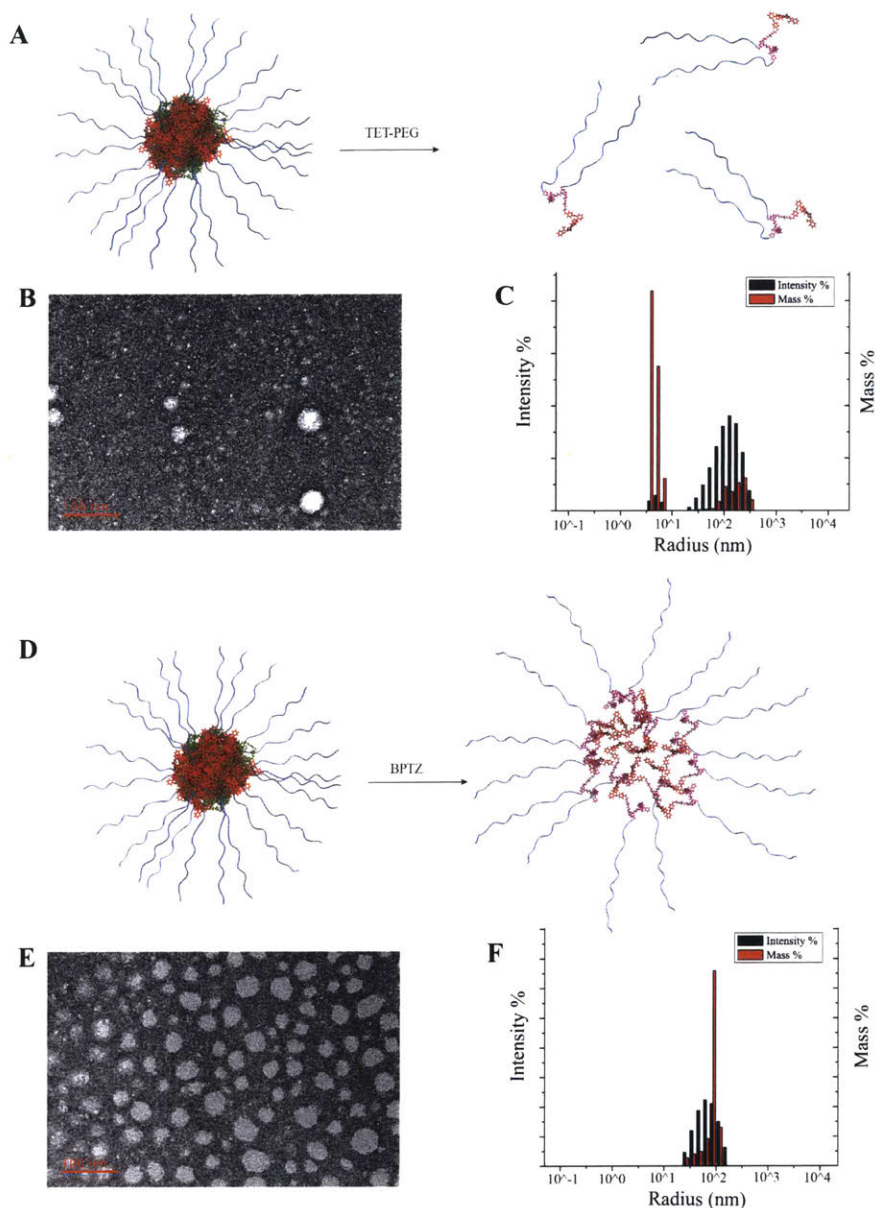 A
TET-PEG
B
C
Intensity %
Mass %
Intensity %
Mass %
10^-1 10^0 10^1 10^2 10^3 10^4
Radius (nm)
D
BPTZ
E
F
Intensity %
Mass %
Intensity %
Mass %
10^-1 10^0 10^1 10^2 10^3 10^4
Radius (nm)